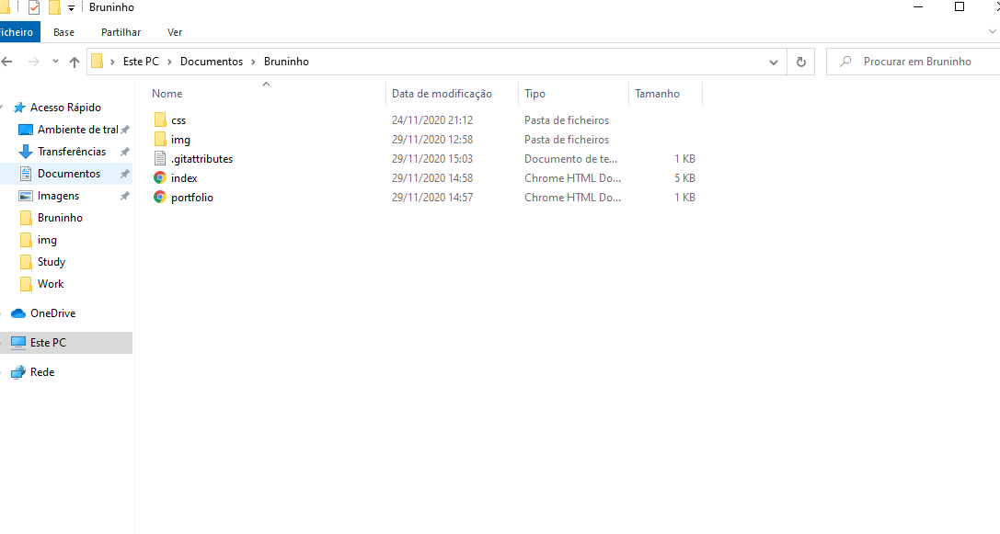 Bruninho
Ficheiro Base Partilhar Ver
Este PC Documentos Bruninho Procurar em Bruninho
Nome Data de modificação Tipo Tamanho
Acesso Rápido
Ambiente de tral
Transferências
Documentos
Imagens
Bruninho
img
Study
Work
OneDrive
Este PC
Rede
css 24/11/2020 21:12 Pasta de ficheiros
img 29/11/2020 12:58 Pasta de ficheiros
.gitattributes 29/11/2020 15:03 Documento de te... 1 KB
index 29/11/2020 14:58 Chrome HTML Do... 5 KB
portfolio 29/11/2020 14:57 Chrome HTML Do... 1 KB